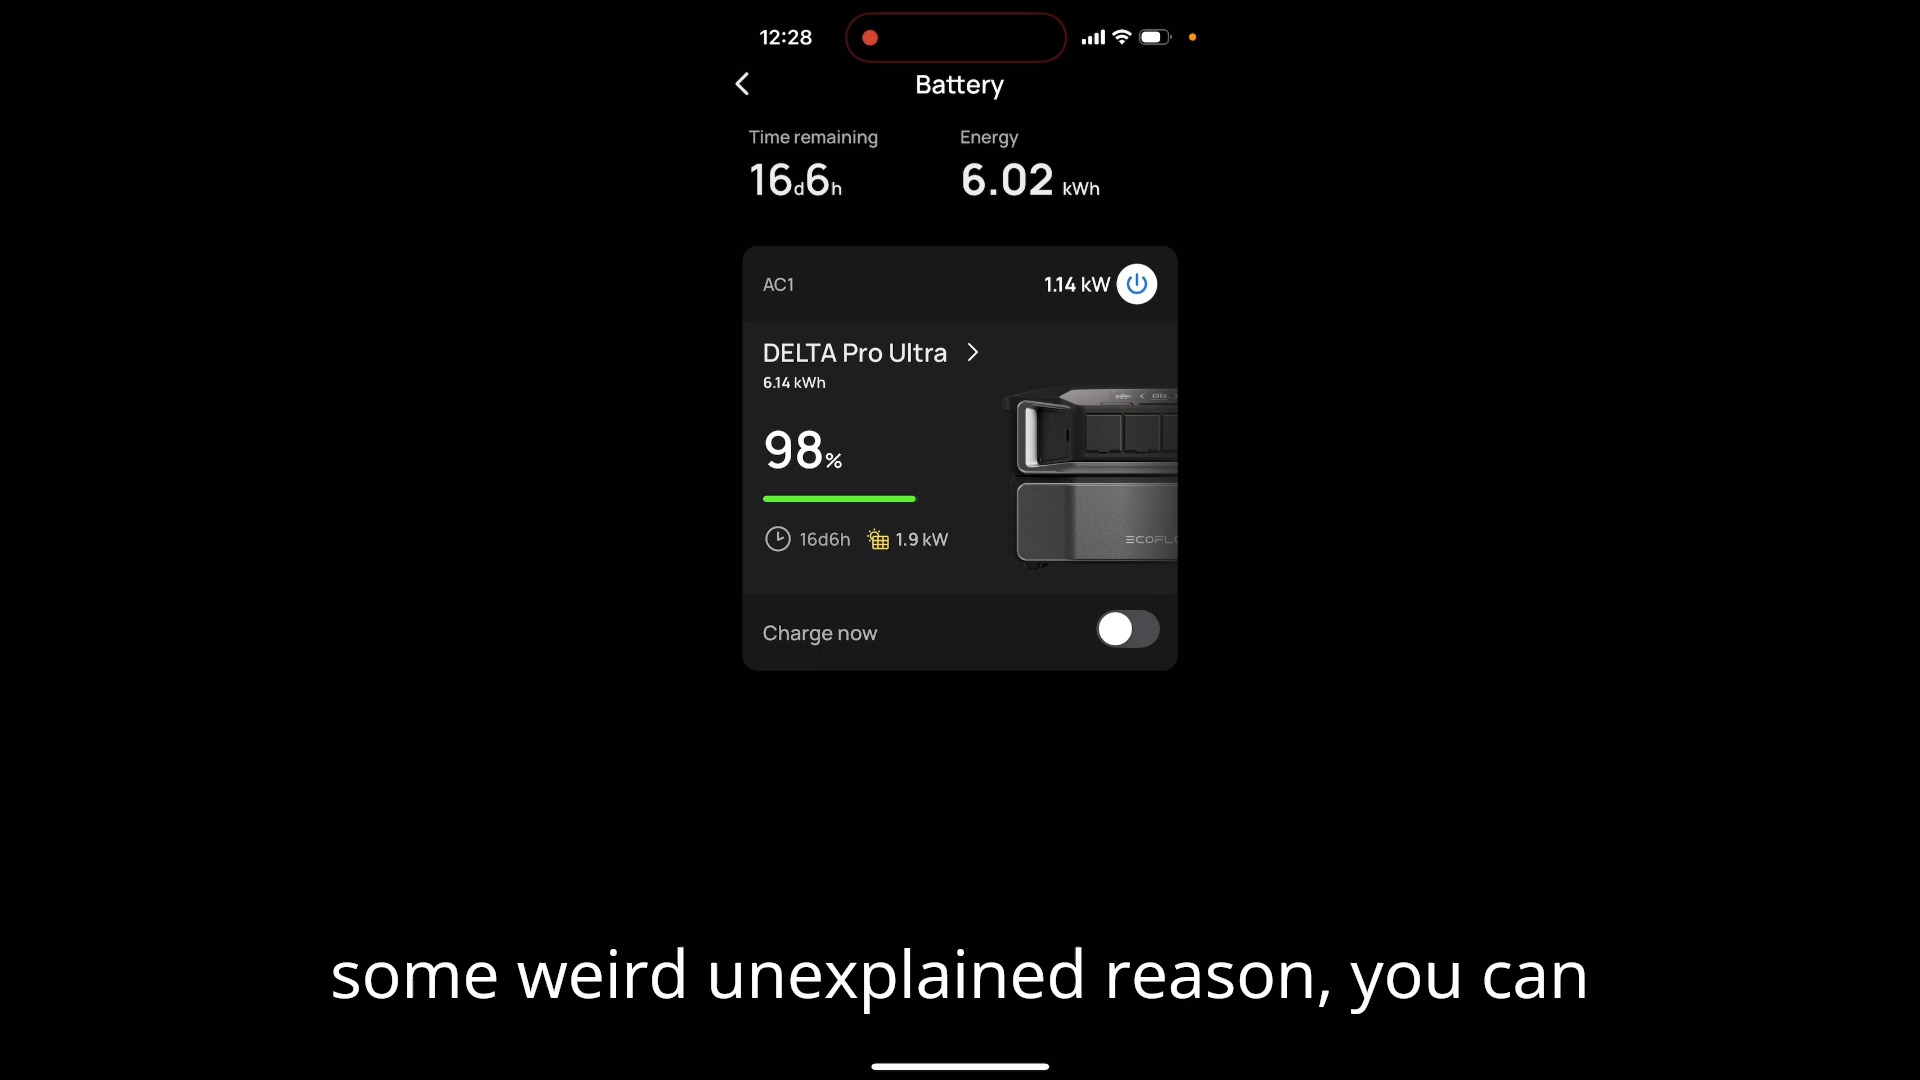 12:28
Battery
Time remaining
Energy
16d6h
6.02 kWh
AC1
1.14 kW
DELTA Pro Ultra
6.14 kWh
98%
16d6h
1.9 kW
ECOFL
Charge now
some weird unexplained reason, you can